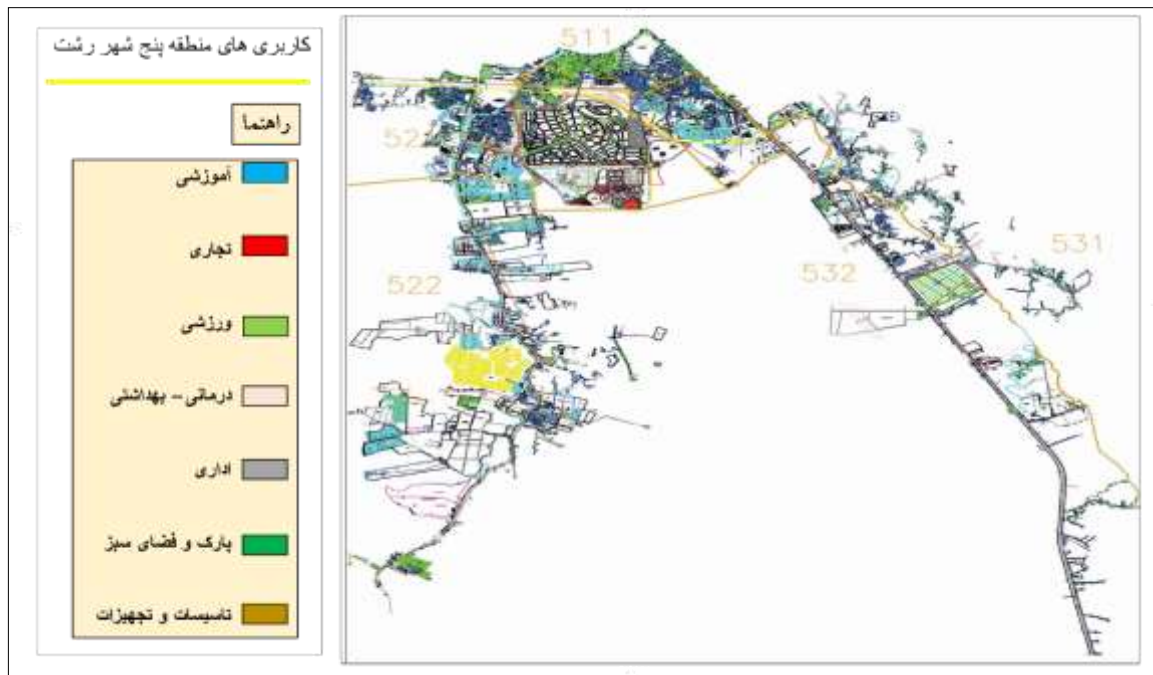 کاربری های منطقه پنج شهر رشت
راهنما
آموزشی
تجاری
ورزشی
درمانی- بهداشتی
اداری
پارک و فضای سبز
تاسیسات و تجهیزات
511
522
532
531